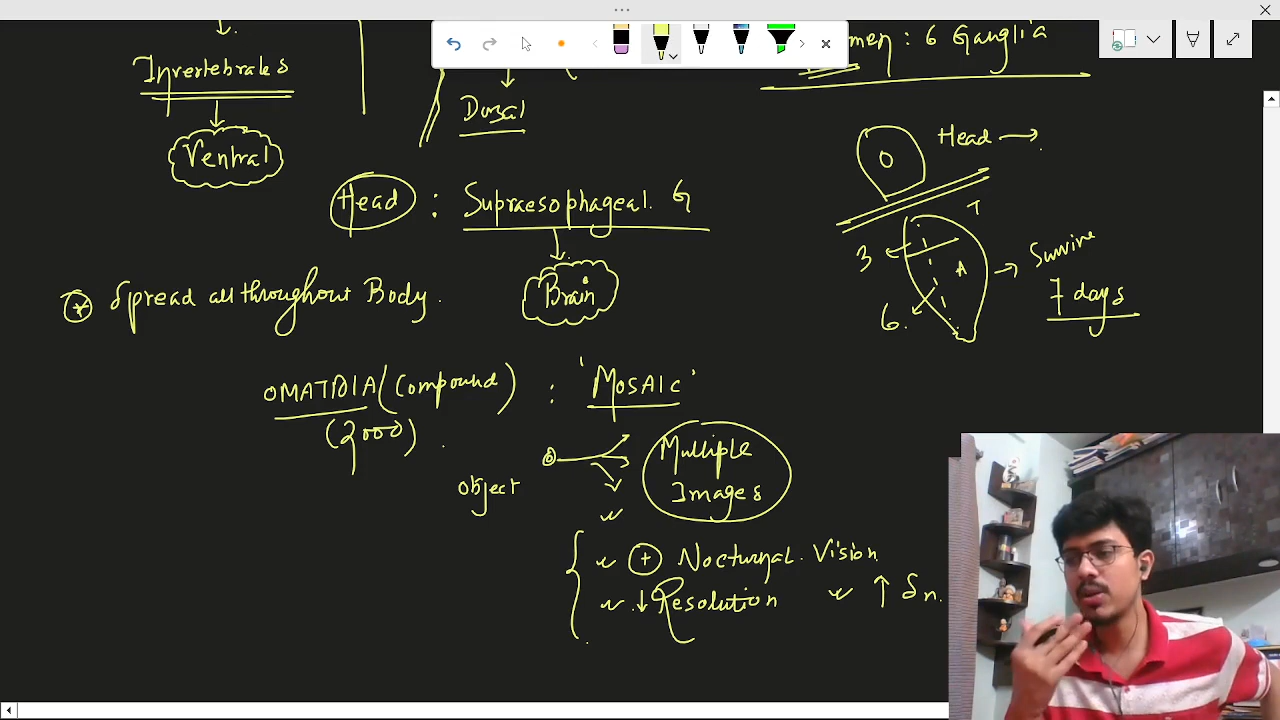 Invertebrates
Ventral
Dorsal
men : 6 Ganglia
Head
O
Head : Supraesophageal. G
Brain
T
3
A
6.
Survive
7 days
* Spread all throughout Body.
OMATDIA (Compound) : 'MOSAIC'
(2000)
Object
Multiple
Images
+ Nocturnal Vision
↓ Resolution ↑ Sn.